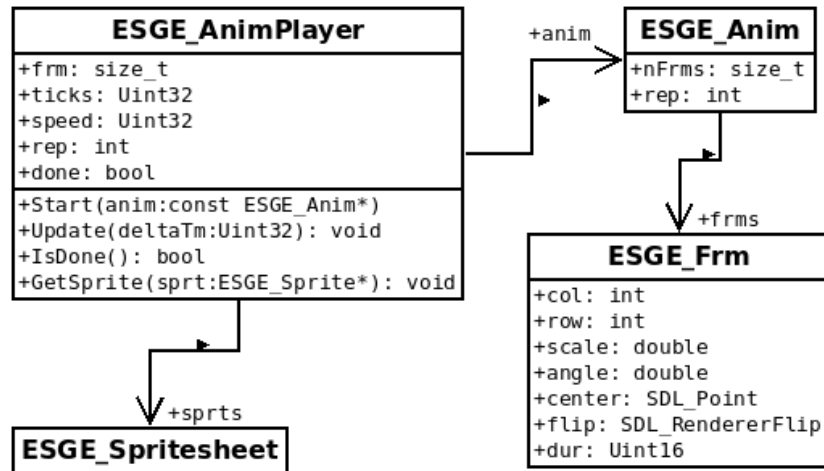 ESGE_AnimPlayer
+frm: size_t
+ticks: Uint32
+speed: Uint32
+rep: int
+done: bool
+Start(anim:const ESGE_Anim*)
+Update(deltaTm:Uint32): void
+IsDone(): bool
+GetSprite(sprt:ESGE_Sprite*): void
+anim
ESGE_Anim
+nFrms: size_t
+rep: int
+frms
ESGE_Frm
+col: int
+row: int
+scale: double
+angle: double
+center: SDL_Point
+flip: SDL_RendererFlip
+dur: Uint16
+sprts
ESGE_Spritesheet